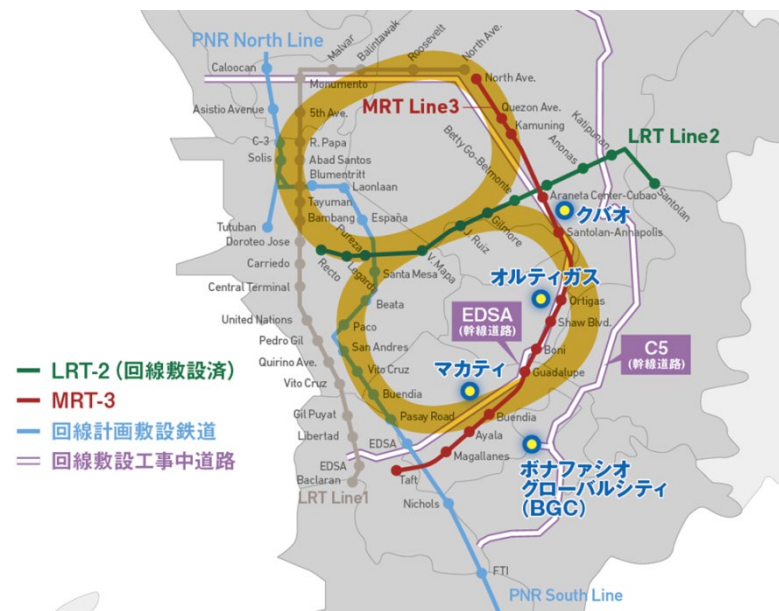 PNR North Line
Malvar
Balintawak
Roosevelt
North Ave.
Caloocan
Monumento
North Ave.
Asistio Avenue
5th Ave.
MRT Line3
Quezon Ave.
Kamuning
Betty Go-Belmonte
Katipunan
Anonas
LRT Line2
C-3
Solis
R. Papa
Abad Santos
Blumentritt
Laonlaan
Araneta Center-Cubao
Santolan
Tayuman
Tutuban
Bambang
España
Pureza
Gilmore
J. Ruiz
クバオ
Santolan-Annapolis
Doroteo Jose
Carriedo
Recto
Legarda
V. Mapa
Santa Mesa
オルティガス
Central Terminal
Beata
Ortigas
United Nations
Paco
EDSA
(幹線道路)
Shaw Blvd.
Pedro Gil
San Andres
Boni
C5
(幹線道路)
Quirino Ave.
Vito Cruz
マカティ
Guadalupe
Vito Cruz
Buendia
Gil Puyat
Pasay Road
Buendia
Libertad
EDSA
Ayala
Magallanes
EDSA
Baclaran
LRT Line1
Taft
ボナファシオ
グローバルシティ
(BGC)
Nichols
FTI
PNR South Line
LRT-2 (回線敷設済)
MRT-3
回線計画敷設鉄道
回線敷設工事中道路